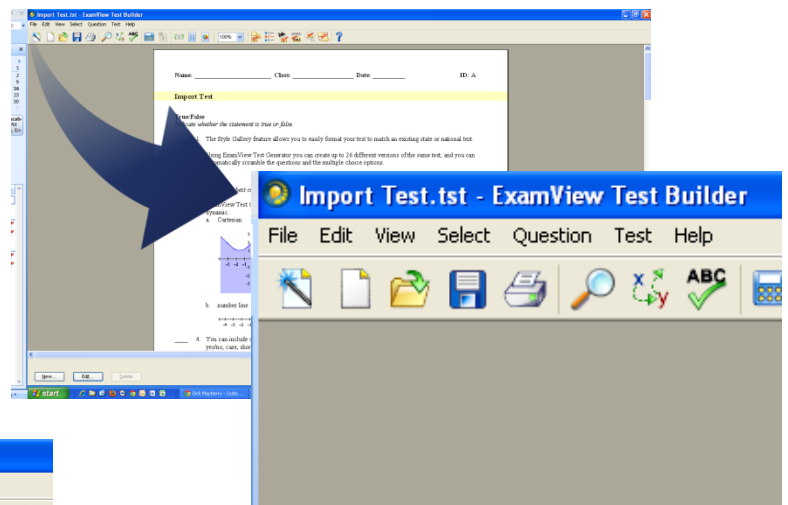 Import Test.tst - ExamView Test Builder
File Edit View Select Question Test Help
100%
Name: Class: Date: ID: A
Import Test
True/False
Indicate whether the statement is true or false.
1. The Style Gallery feature allows you to easily format your test to match an existing state or national test.
Using ExamView Test Generator you can create up to 26 different versions of the same test, and you can
automatically scramble the questions and the multiple choice options.
ExamView Test
dynamic.
a. Cartesian
b. number line
4. You can include
New... Edit... Delete
start
Import Test.tst - ExamView Test Builder
File Edit View Select Question Test Help
ABC